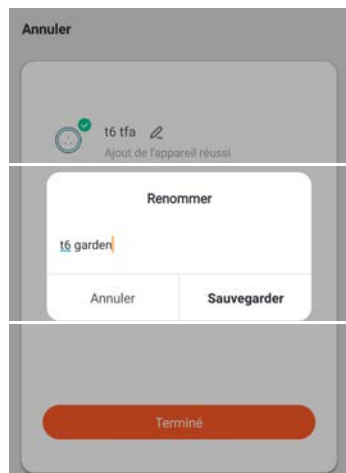 Annuler
t6 tfa
Ajout de l'appareil réussi
Renommer
t6 garden
Annuler Sauvegarder
Terminé